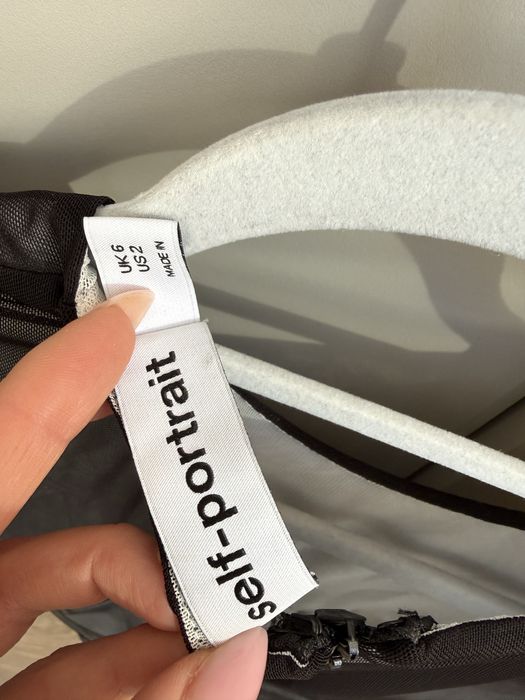 UK 6
US 2
MADE IN
self-portrait